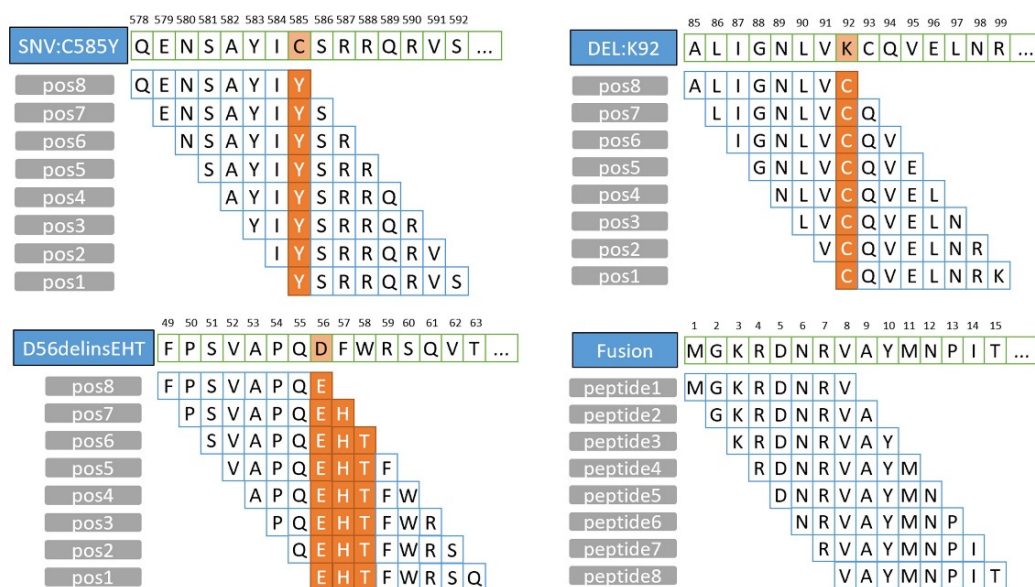 578 579 580 581 582 583 584 585 586 587 588 589 590 591 592
SNV:C585Y Q E N S A Y I C S R R Q R V S ...
pos8 Q E N S A Y I Y
pos7 E N S A Y I Y S
pos6 N S A Y I Y S R
pos5 S A Y I Y S R R
pos4 A Y I Y S R R Q
pos3 Y I Y S R R Q R
pos2 I Y S R R Q R V
pos1 Y S R R Q R V S
85 86 87 88 89 90 91 92 93 94 95 96 97 98 99
DEL:K92 A L I G N L V K C Q V E L N R ...
pos8 A L I G N L V C
pos7 L I G N L V C Q
pos6 I G N L V C Q V
pos5 G N L V C Q V E
pos4 N L V C Q V E L
pos3 L V C Q V E L N
pos2 V C Q V E L N R
pos1 C Q V E L N R K
49 50 51 52 53 54 55 56 57 58 59 60 61 62 63
D56delinsEHT F P S V A P Q D F W R S Q V T ...
pos8 F P S V A P Q E
pos7 P S V A P Q E H
pos6 S V A P Q E H T
pos5 V A P Q E H T F
pos4 A P Q E H T F W
pos3 P Q E H T F W R
pos2 Q E H T F W R S
pos1 E H T F W R S Q
1 2 3 4 5 6 7 8 9 10 11 12 13 14 15
Fusion M G K R D N R V A Y M N P I T ...
peptide1 M G K R D N R V
peptide2 G K R D N R V A
peptide3 K R D N R V A Y
peptide4 R D N R V A Y M
peptide5 D N R V A Y M N
peptide6 N R V A Y M N P
peptide7 R V A Y M N P I
peptide8 V A Y M N P I T